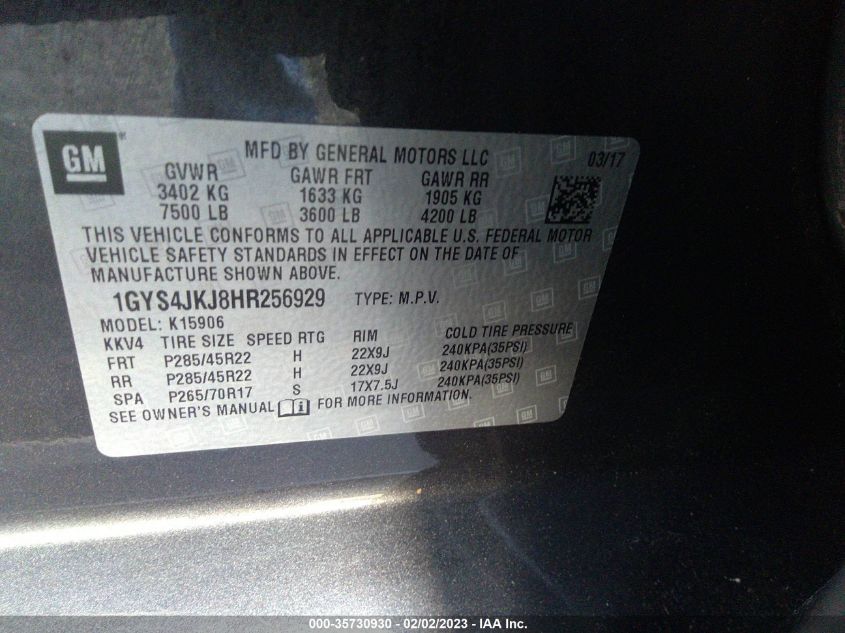 GM
MFD BY GENERAL MOTORS LLC 03/17
GVWR GAWR FRT GAWR RR
3402 KG 1633 KG 1905 KG
7500 LB 3600 LB 4200 LB
THIS VEHICLE CONFORMS TO ALL APPLICABLE U.S. FEDERAL MOTOR
VEHICLE SAFETY STANDARDS IN EFFECT ON THE DATE OF
MANUFACTURE SHOWN ABOVE.
1GYS4JKJ8HR256929 TYPE: M.P.V.
MODEL: K15906
KKV4 TIRE SIZE SPEED RTG RIM COLD TIRE PRESSURE
FRT P285/45R22 H 22X9J 240KPA(35PSI)
RR P285/45R22 H 22X9J 240KPA(35PSI)
SPA P265/70R17 S 17X7.5J 240KPA(35PSI)
SEE OWNER'S MANUAL i FOR MORE INFORMATION.
000-35730930 - 02/02/2023 - IAA Inc.